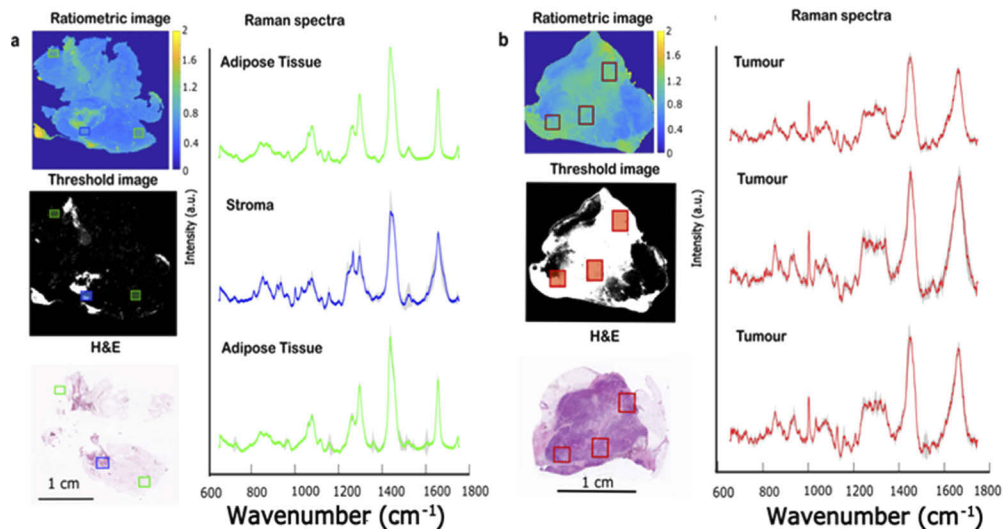 a
Ratiometric image
2
1.6
1.2
0.8
0.4
0
Threshold image
H&E
1 cm
Raman spectra
Adipose Tissue
Stroma
Adipose Tissue
Intensity (a.u.)
600 800 1000 1200 1400 1600 1800
Wavenumber (cm⁻¹)
b
Ratiometric image
2
1.6
1.2
0.8
0.4
0
Threshold image
H&E
1 cm
Raman spectra
Tumour
Tumour
Tumour
Intensity (a.u.)
600 800 1000 1200 1400 1600 1800
Wavenumber (cm⁻¹)